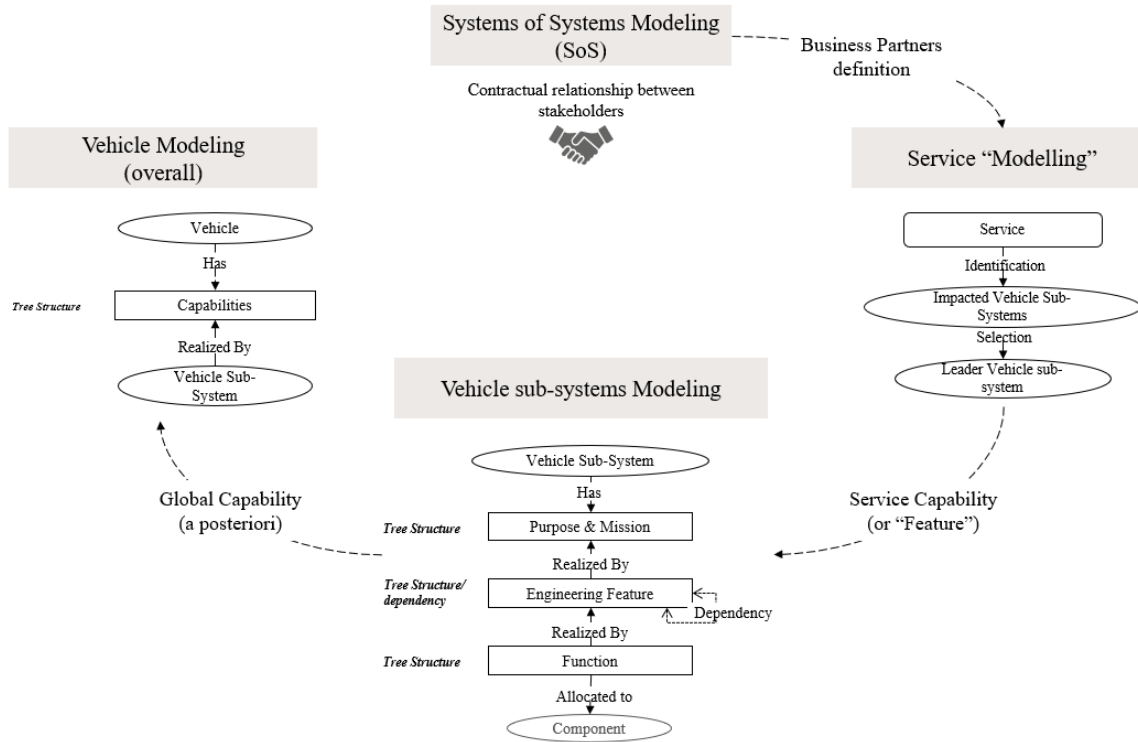 Systems of Systems Modeling
(SoS)
Business Partners
definition
Contractual relationship between
stakeholders
Vehicle Modeling
(overall)
Service “Modelling”
Vehicle
Has
Tree Structure
Capabilities
Realized By
Vehicle Sub-
System
Service
Identification
Impacted Vehicle Sub-
Systems
Selection
Leader Vehicle sub-
system
Vehicle sub-systems Modeling
Global Capability
(a posteriori)
Service Capability
(or “Feature”)
Vehicle Sub-System
Has
Tree Structure
Purpose & Mission
Realized By
Tree Structure/
dependency
Engineering Feature
Dependency
Realized By
Tree Structure
Function
Allocated to
Component